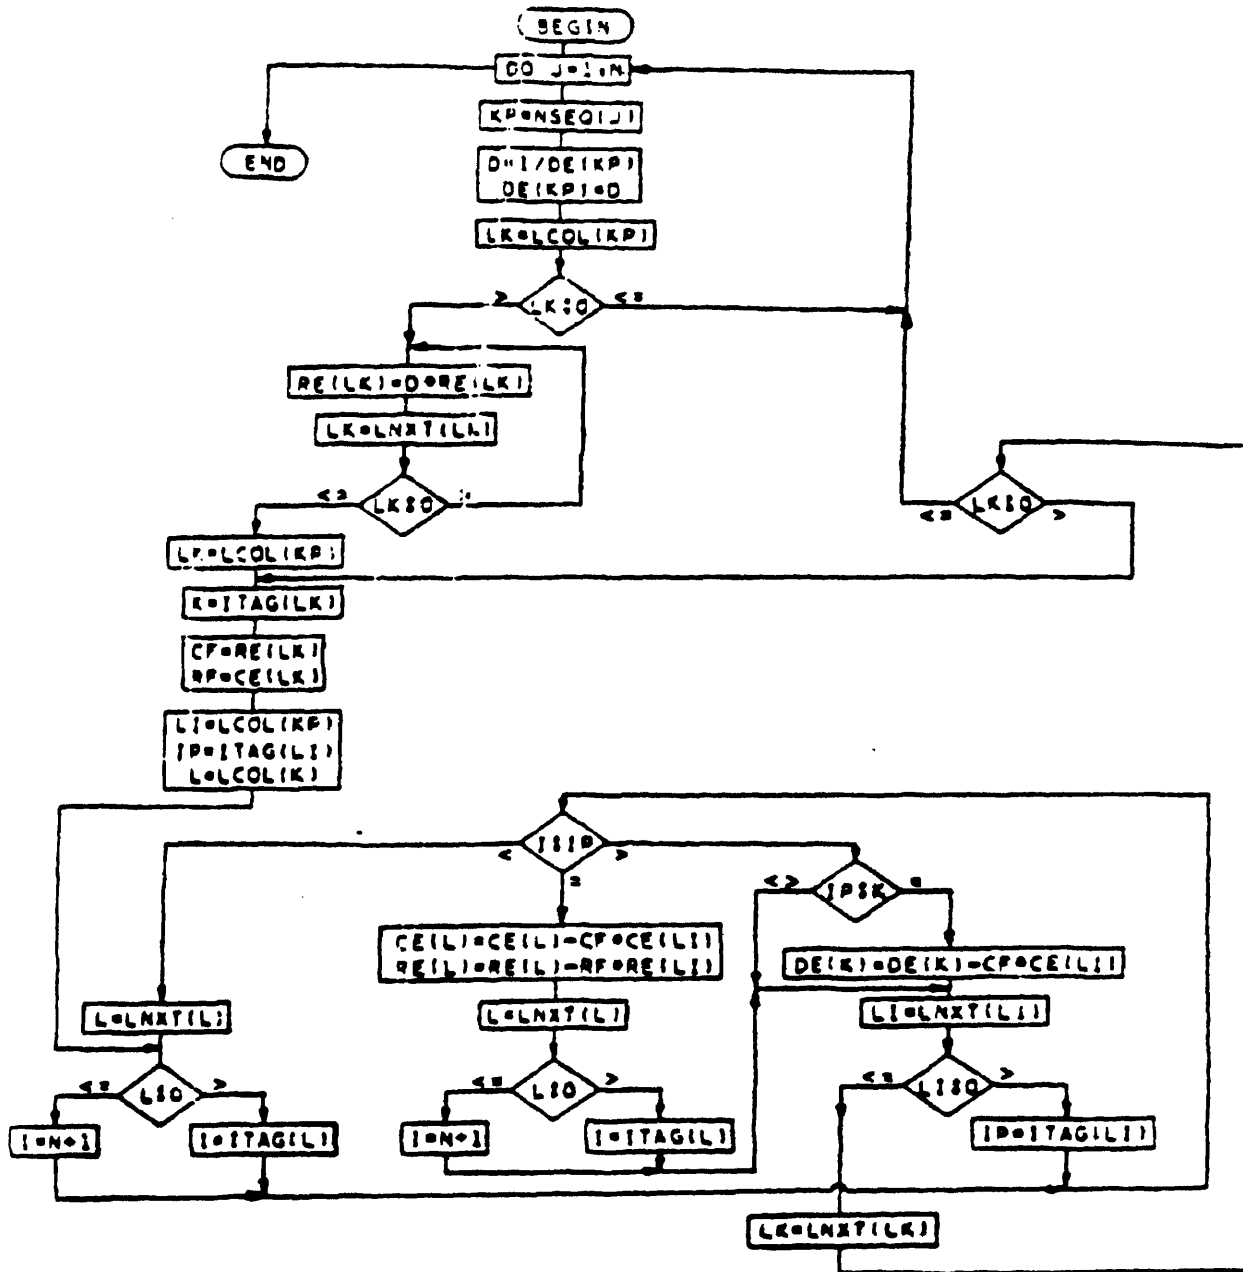 BEGIN
DO J=1,N
KP=NSEQ(J)
END
D=1/DE(KP)
DE(KP)=D
LK=LCOL(KP)
> LK:0 <=
RE(LK)=D*RE(LK)
LK=LNXT(LK)
<= LK:0 >
<= LK:0 >
LK=LCOL(KP)
K=ITAG(LK)
CF=RE(LK)
RF=CE(LK)
LI=LCOL(KP)
IP=ITAG(LI)
L=LCOL(K)
< I:IP >
=
<> IP:K =
CE(L)=CE(L)-CF*CE(LI)
RE(L)=RE(L)-RF*RE(LI)
DE(K)=DE(K)-CF*CE(LI)
L=LNXT(L)
L=LNXT(L)
LI=LNXT(LI)
<= L:0 >
<= L:0 >
<= LI:0 >
I=N+1
I=ITAG(L)
I=N+1
I=ITAG(L)
IP=ITAG(LI)
LK=LNXT(LK)